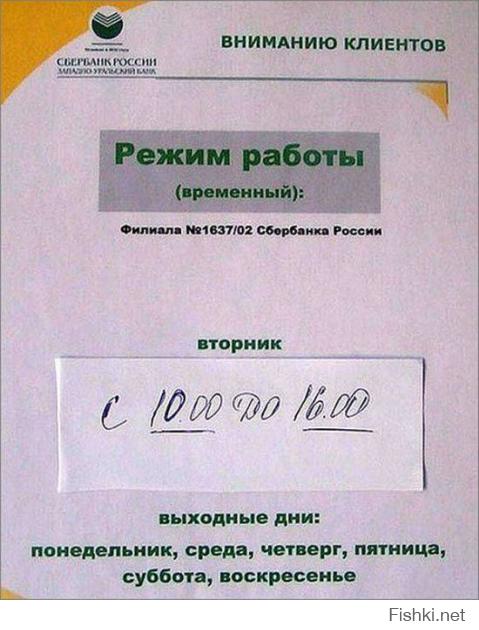 ВНИМАНИЮ КЛИЕНТОВ
СБЕРБАНК РОССИИ
ЗАПАДНО-УРАЛЬСКИЙ БАНК
Режим работы
(временный):
Филиала №1637/02 Сбербанка России
вторник
с 10.00 до 16.00
выходные дни:
понедельник, среда, четверг, пятница,
суббота, воскресенье
Fishki.net